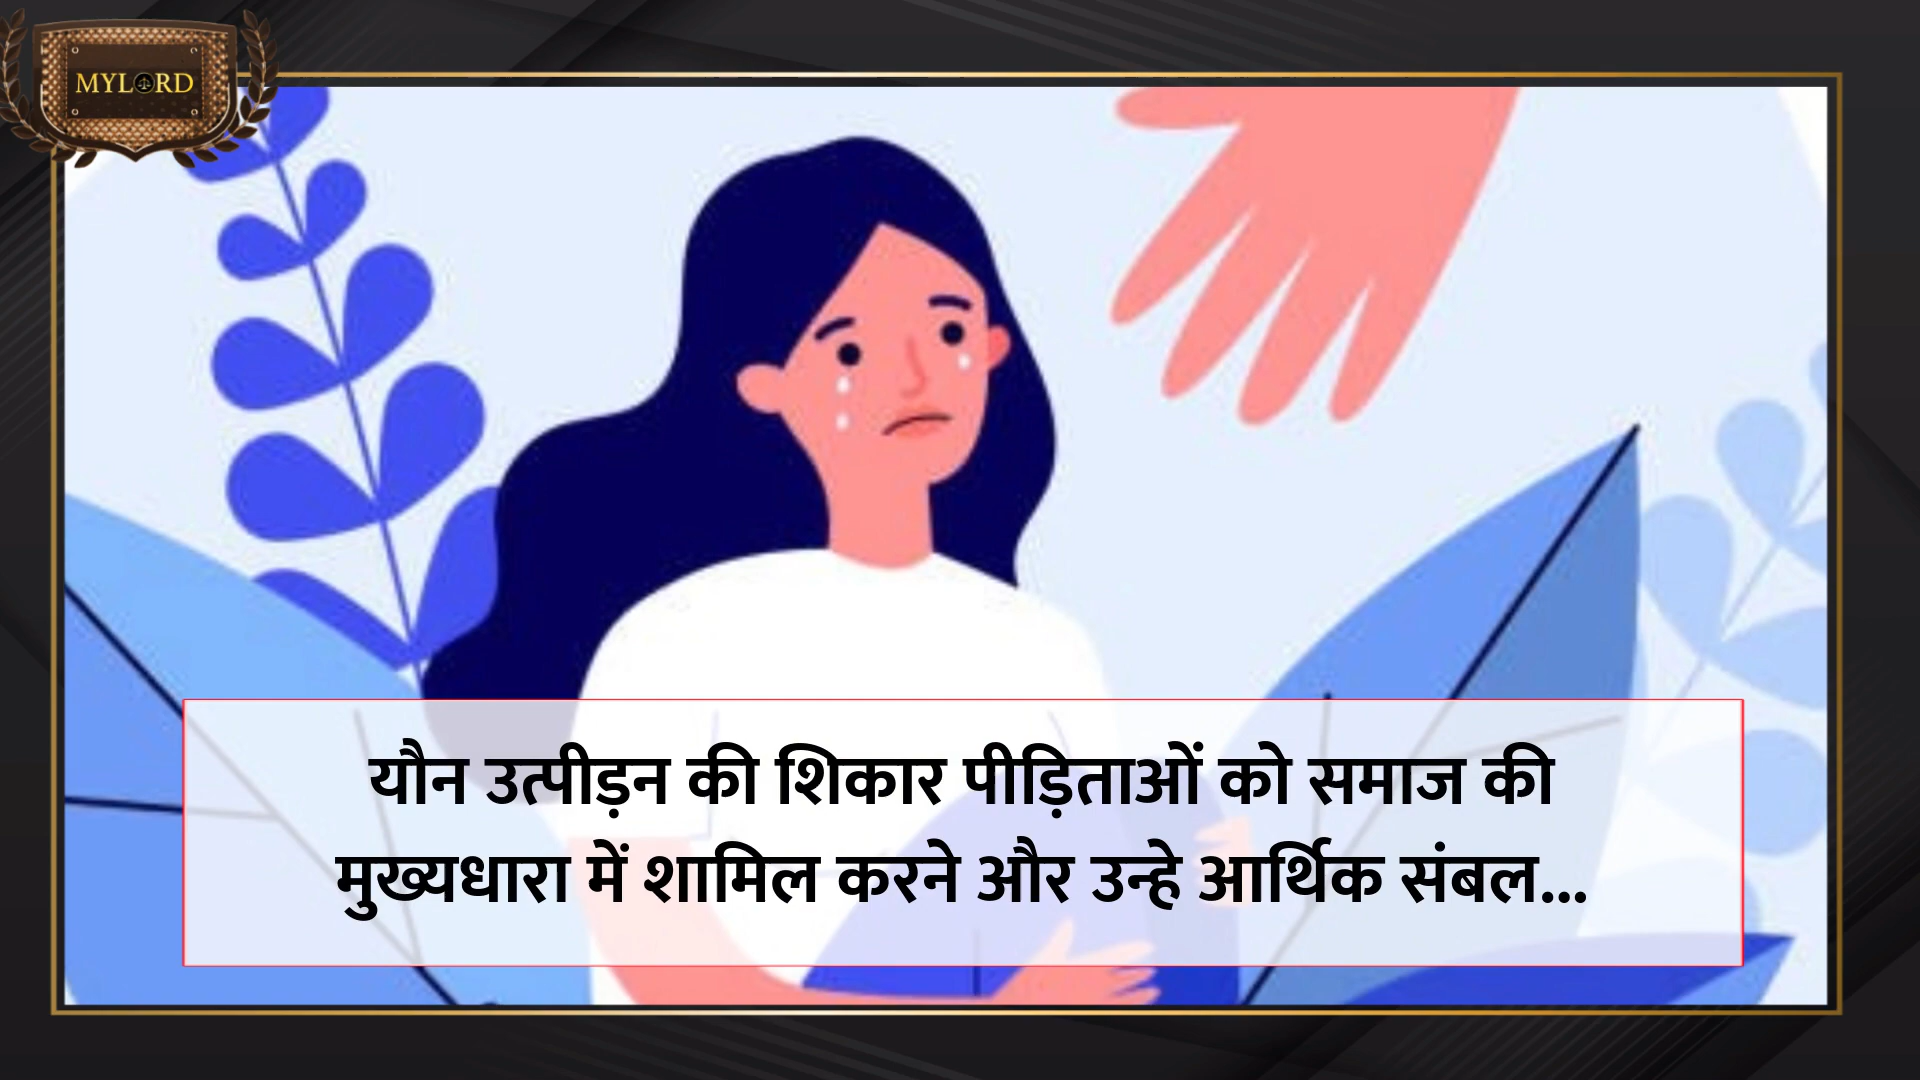 MYLORD
यौन उत्पीड़न की शिकार पीड़िताओं को समाज की
मुख्यधारा में शामिल करने और उन्हे आर्थिक संबल...